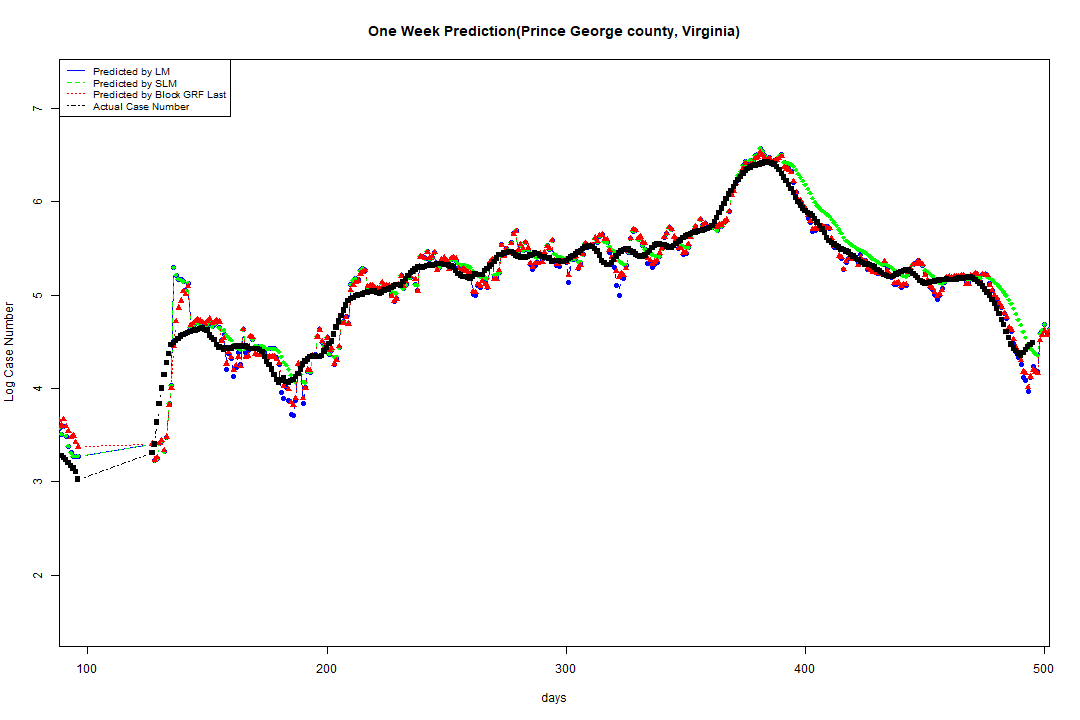 One Week Prediction(Prince George county, Virginia)
Predicted by LM
Predicted by SLM
Predicted by Block GRF Last
Actual Case Number
Log Case Number
7
6
5
4
3
2
100 200 300 400 500
days